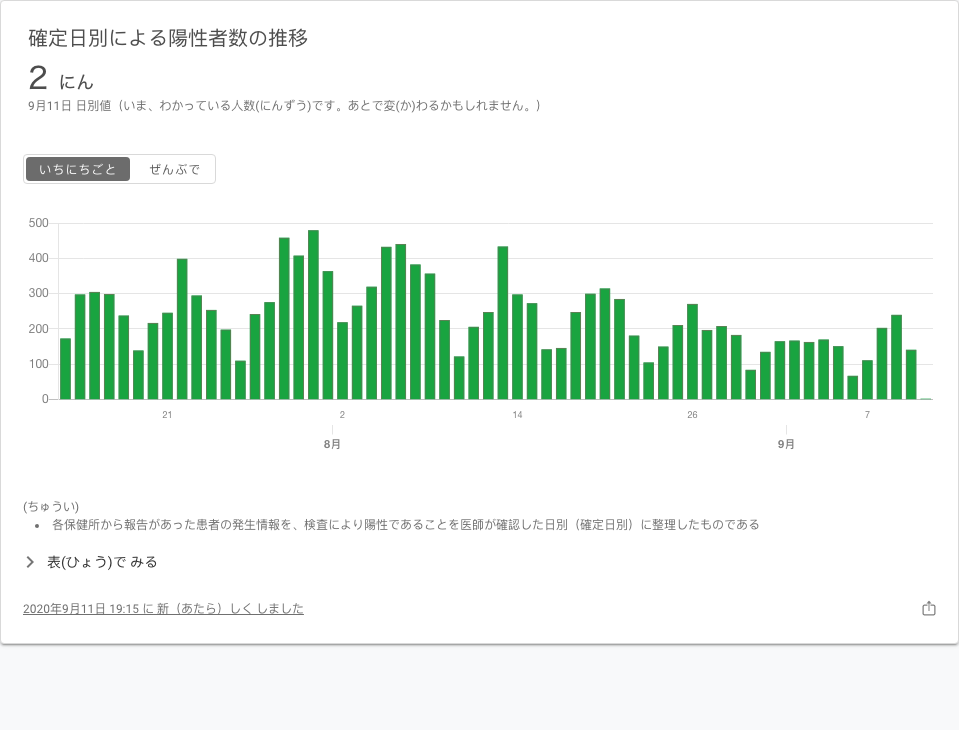 確定日別による陽性者数の推移
2 にん
9月11日 日別値（いま、わかっている人数(にんずう)です。あとで変(か)わるかもしれません。）
いちにちごと ぜんぶで
500
400
300
200
100
0
21 2 14 26 7
8月 9月
(ちゅうい)
• 各保健所から報告があった患者の発生情報を、検査により陽性であることを医師が確認した日別（確定日別）に整理したものである
表(ひょう)で みる
2020年9月11日 19:15 に 新（あたら）しく しました